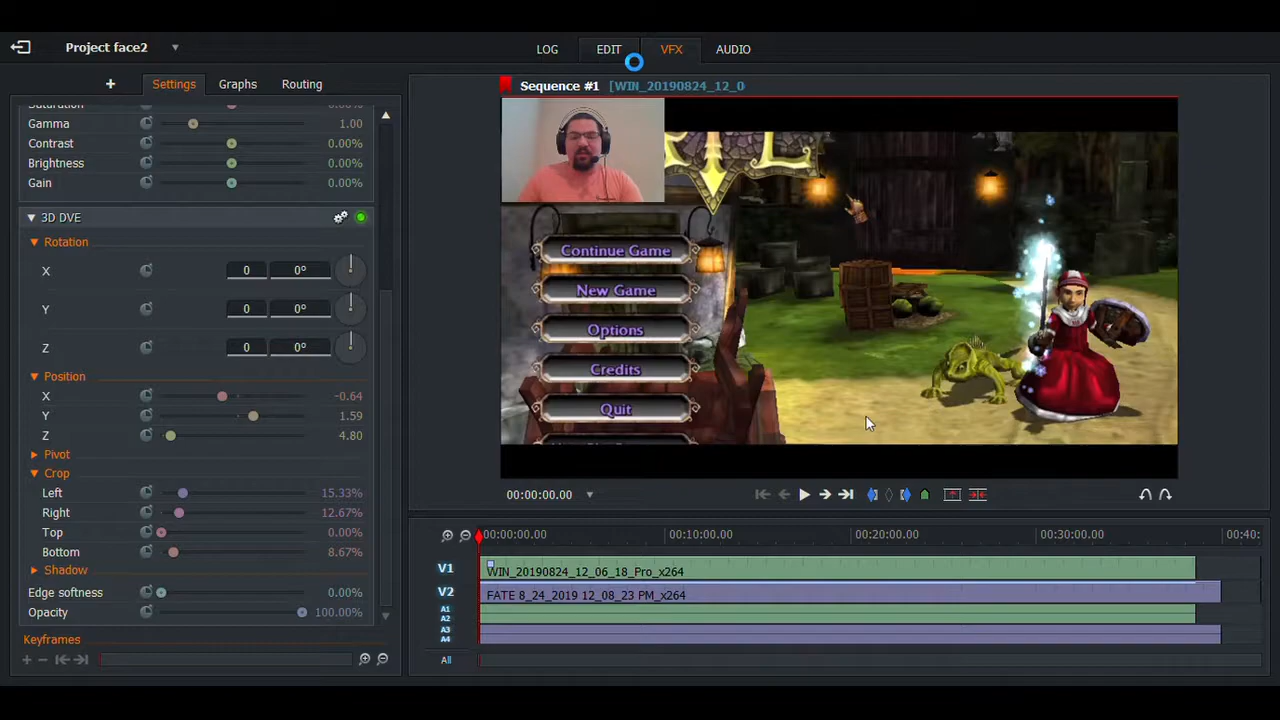 Project face2
LOG EDIT VFX AUDIO
+ Settings Graphs Routing
Sequence #1 [WIN_20190824_12_0
Saturation 0.00%
Gamma 1.00
Contrast 0.00%
Brightness 0.00%
Gain 0.00%
3D DVE
Rotation
X 0 0°
Y 0 0°
Z 0 0°
Position
X -0.64
Y 1.59
Z 4.80
Pivot
Crop
Left 15.33%
Right 12.67%
Top 0.00%
Bottom 8.67%
Shadow
Edge softness 0.00%
Opacity 100.00%
Keyframes
Continue Game
New Game
Options
Credits
Quit
00:00:00.00
00:00:00.00 00:10:00.00 00:20:00.00 00:30:00.00 00:40:
V1 WIN_20190824_12_06_18_Pro_x264
V2 FATE 8_24_2019 12_08_23 PM_x264
A1
A2
A3
A4
All